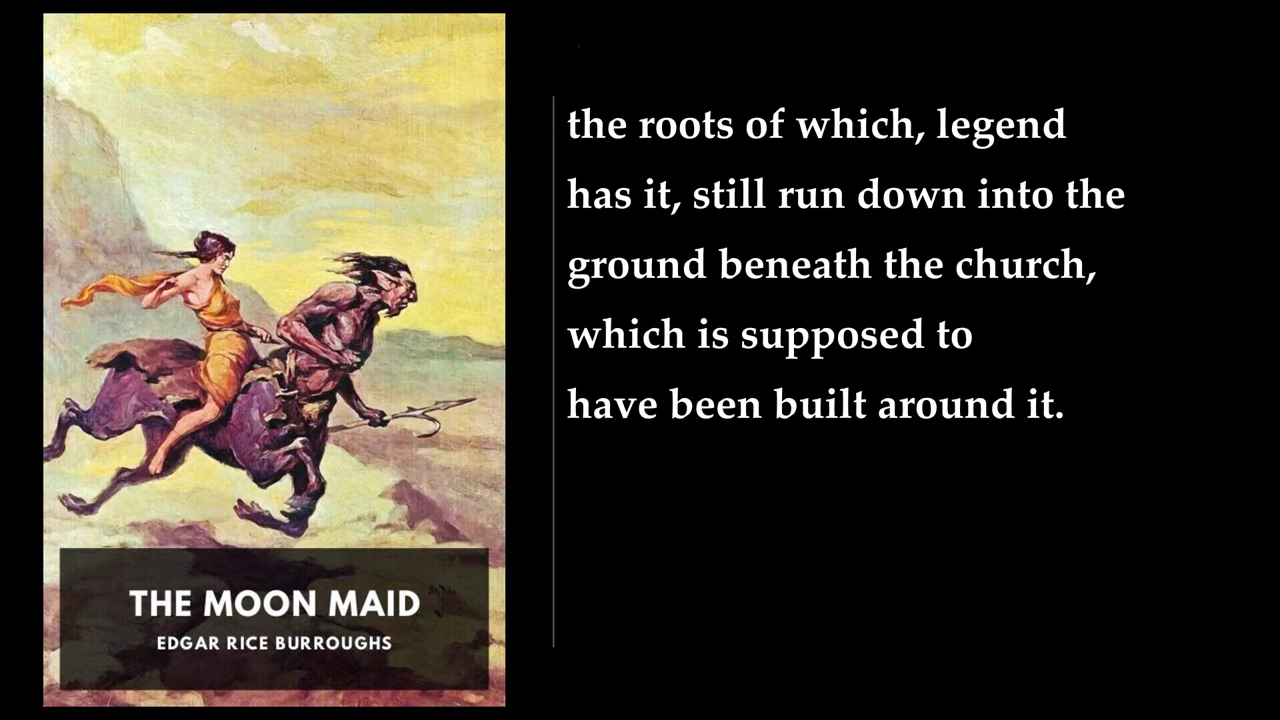 the roots of which, legend
has it, still run down into the
ground beneath the church,
which is supposed to
have been built around it.
THE MOON MAID
EDGAR RICE BURROUGHS